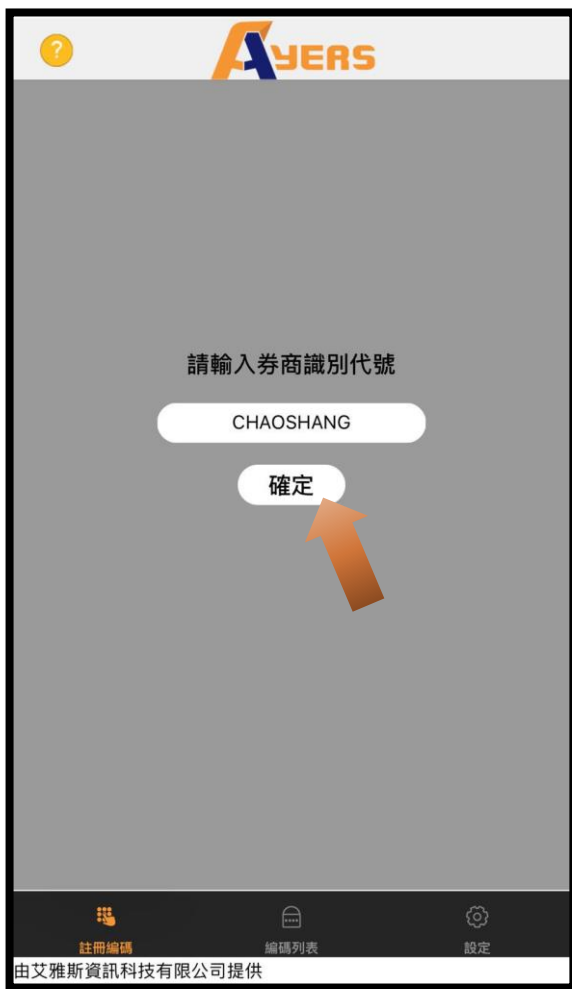 ?
AYERS
請輸入券商識別代號
CHAOSHANG
確定
註冊編碼
編碼列表
設定
由艾雅斯資訊科技有限公司提供